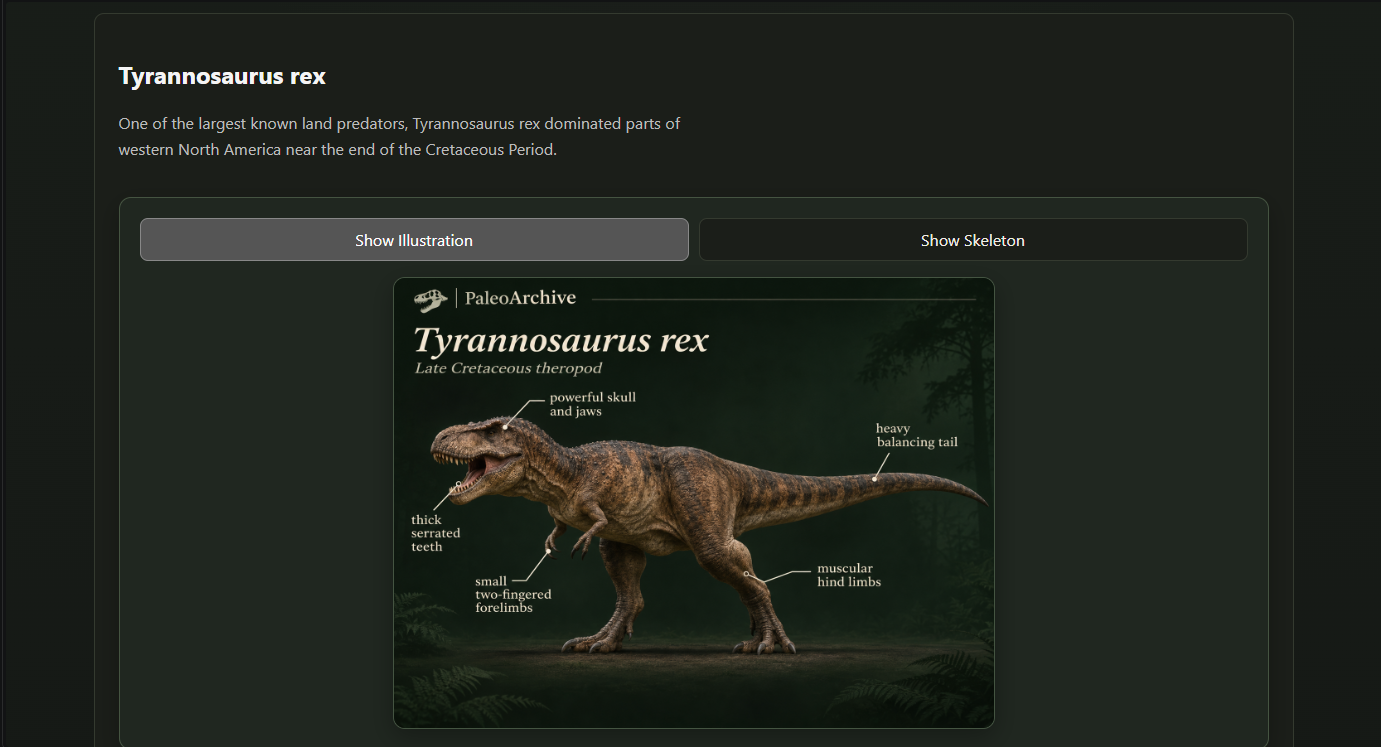 Tyrannosaurus rex
One of the largest known land predators, Tyrannosaurus rex dominated parts of
western North America near the end of the Cretaceous Period.
Show Illustration
Show Skeleton
PaleoArchive
Tyrannosaurus rex
Late Cretaceous theropod
powerful skull
and jaws
heavy
balancing tail
thick
serrated
teeth
small
two-fingered
forelimbs
muscular
hind limbs